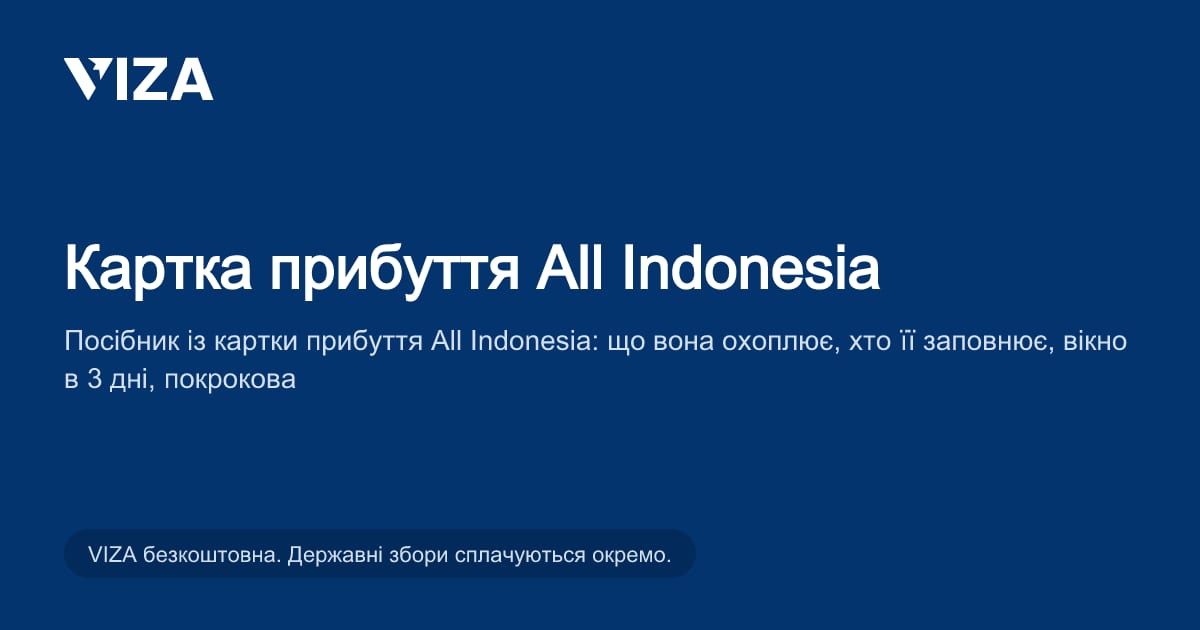 VIZA
Картка прибуття All Indonesia
Посібник із картки прибуття All Indonesia: що вона охоплює, хто її заповнює, вікно
в 3 дні, покрокова
VIZA безкоштовна. Державні збори сплачуються окремо.